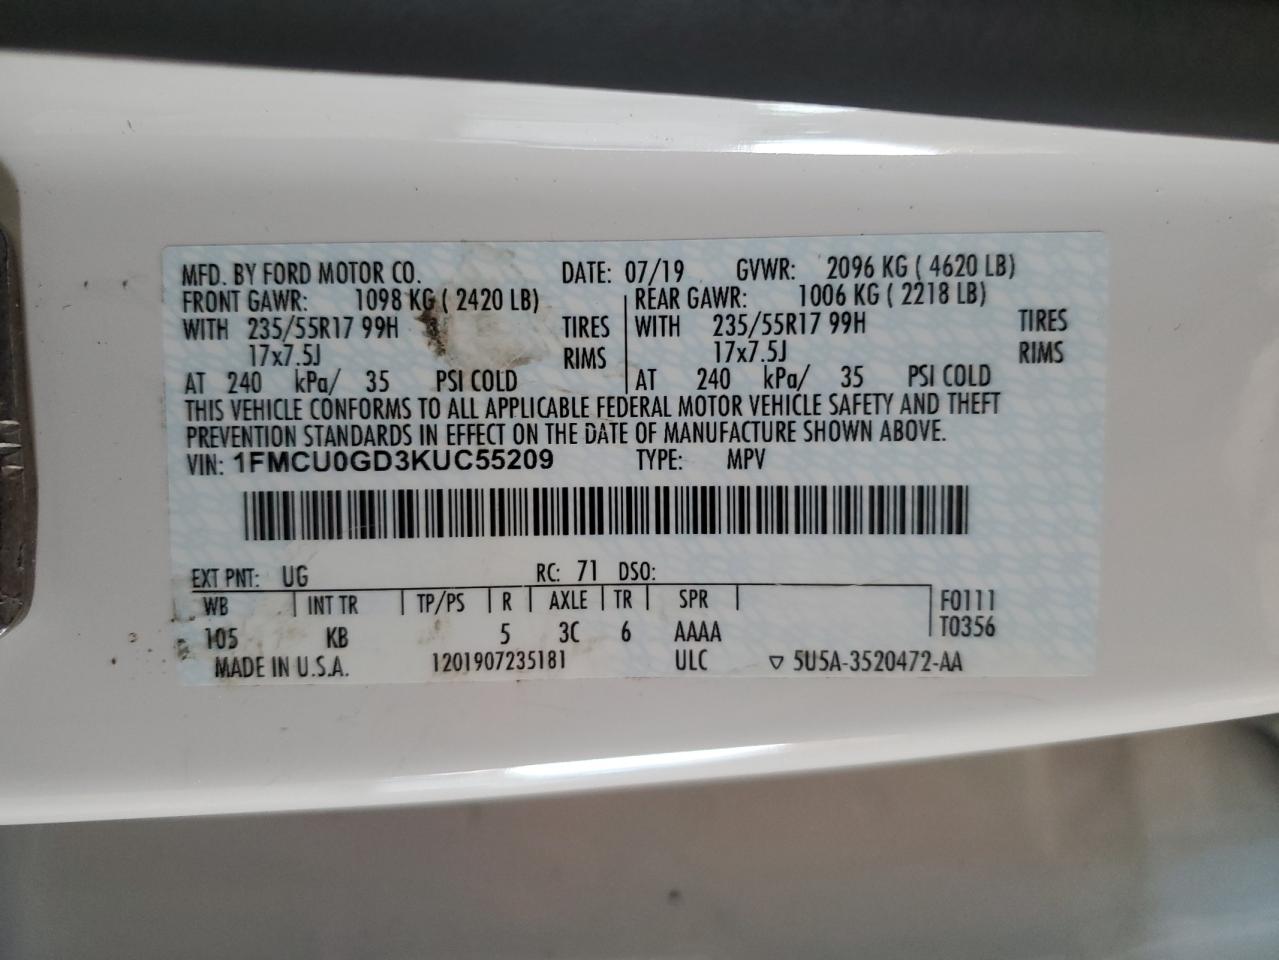 MFD. BY FORD MOTOR CO. DATE: 07/19 GVWR: 2096 KG ( 4620 LB)
FRONT GAWR: 1098 KG ( 2420 LB) REAR GAWR: 1006 KG ( 2218 LB)
WITH 235/55R17 99H TIRES WITH 235/55R17 99H TIRES
17x7.5J RIMS 17x7.5J RIMS
AT 240 kPa/ 35 PSI COLD AT 240 kPa/ 35 PSI COLD
THIS VEHICLE CONFORMS TO ALL APPLICABLE FEDERAL MOTOR VEHICLE SAFETY AND THEFT
PREVENTION STANDARDS IN EFFECT ON THE DATE OF MANUFACTURE SHOWN ABOVE.
VIN: 1FMCU0GD3KUC55209 TYPE: MPV
EXT PNT: UG RC: 71 DSO:
WB INT TR TP/PS R AXLE TR SPR F0111
105 KB 5 3C 6 AAAA T0356
MADE IN U.S.A. 1201907235181 ULC ▽ 5U5A-3520472-AA